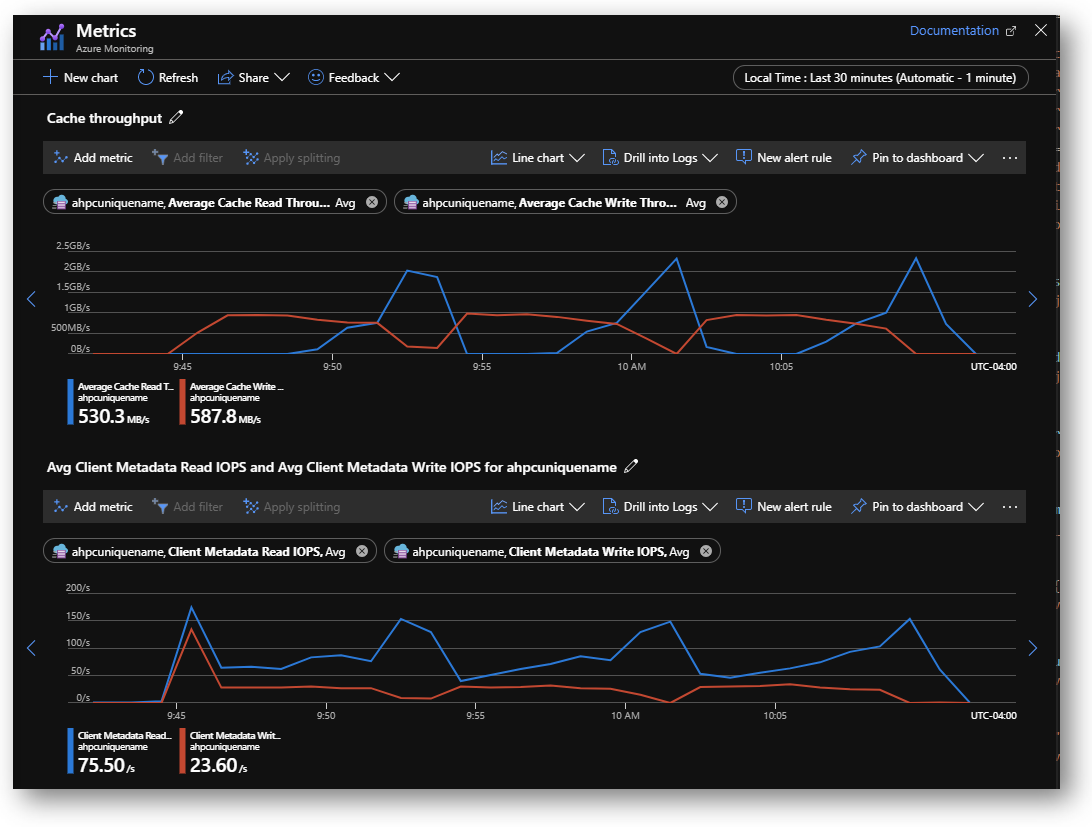 Metrics
Azure Monitoring
Documentation
New chart Refresh Share Feedback Local Time : Last 30 minutes (Automatic - 1 minute)
Cache throughput
Add metric Add filter Apply splitting Line chart Drill into Logs New alert rule Pin to dashboard ...
ahpcuniquename, Average Cache Read Throu... Avg ahpcuniquename, Average Cache Write Thro... Avg
2.5GB/s
2GB/s
1.5GB/s
1GB/s
500MB/s
0B/s
9:45 9:50 9:55 10 AM 10:05 UTC-04:00
Average Cache Read T... Average Cache Write ...
ahpcuniquename ahpcuniquename
530.3 MB/s 587.8 MB/s
Avg Client Metadata Read IOPS and Avg Client Metadata Write IOPS for ahpcuniquename
Add metric Add filter Apply splitting Line chart Drill into Logs New alert rule Pin to dashboard ...
ahpcuniquename, Client Metadata Read IOPS, Avg ahpcuniquename, Client Metadata Write IOPS, Avg
200/s
150/s
100/s
50/s
0/s
9:45 9:50 9:55 10 AM 10:05 UTC-04:00
Client Metadata Read... Client Metadata Writ...
ahpcuniquename ahpcuniquename
75.50 /s 23.60 /s